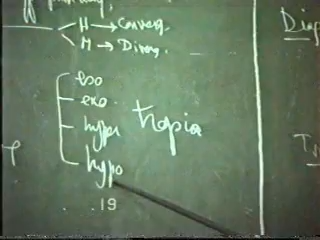 H → Converg.
M → Diverg.
eso
exo.
hyper tropia
hypo
19